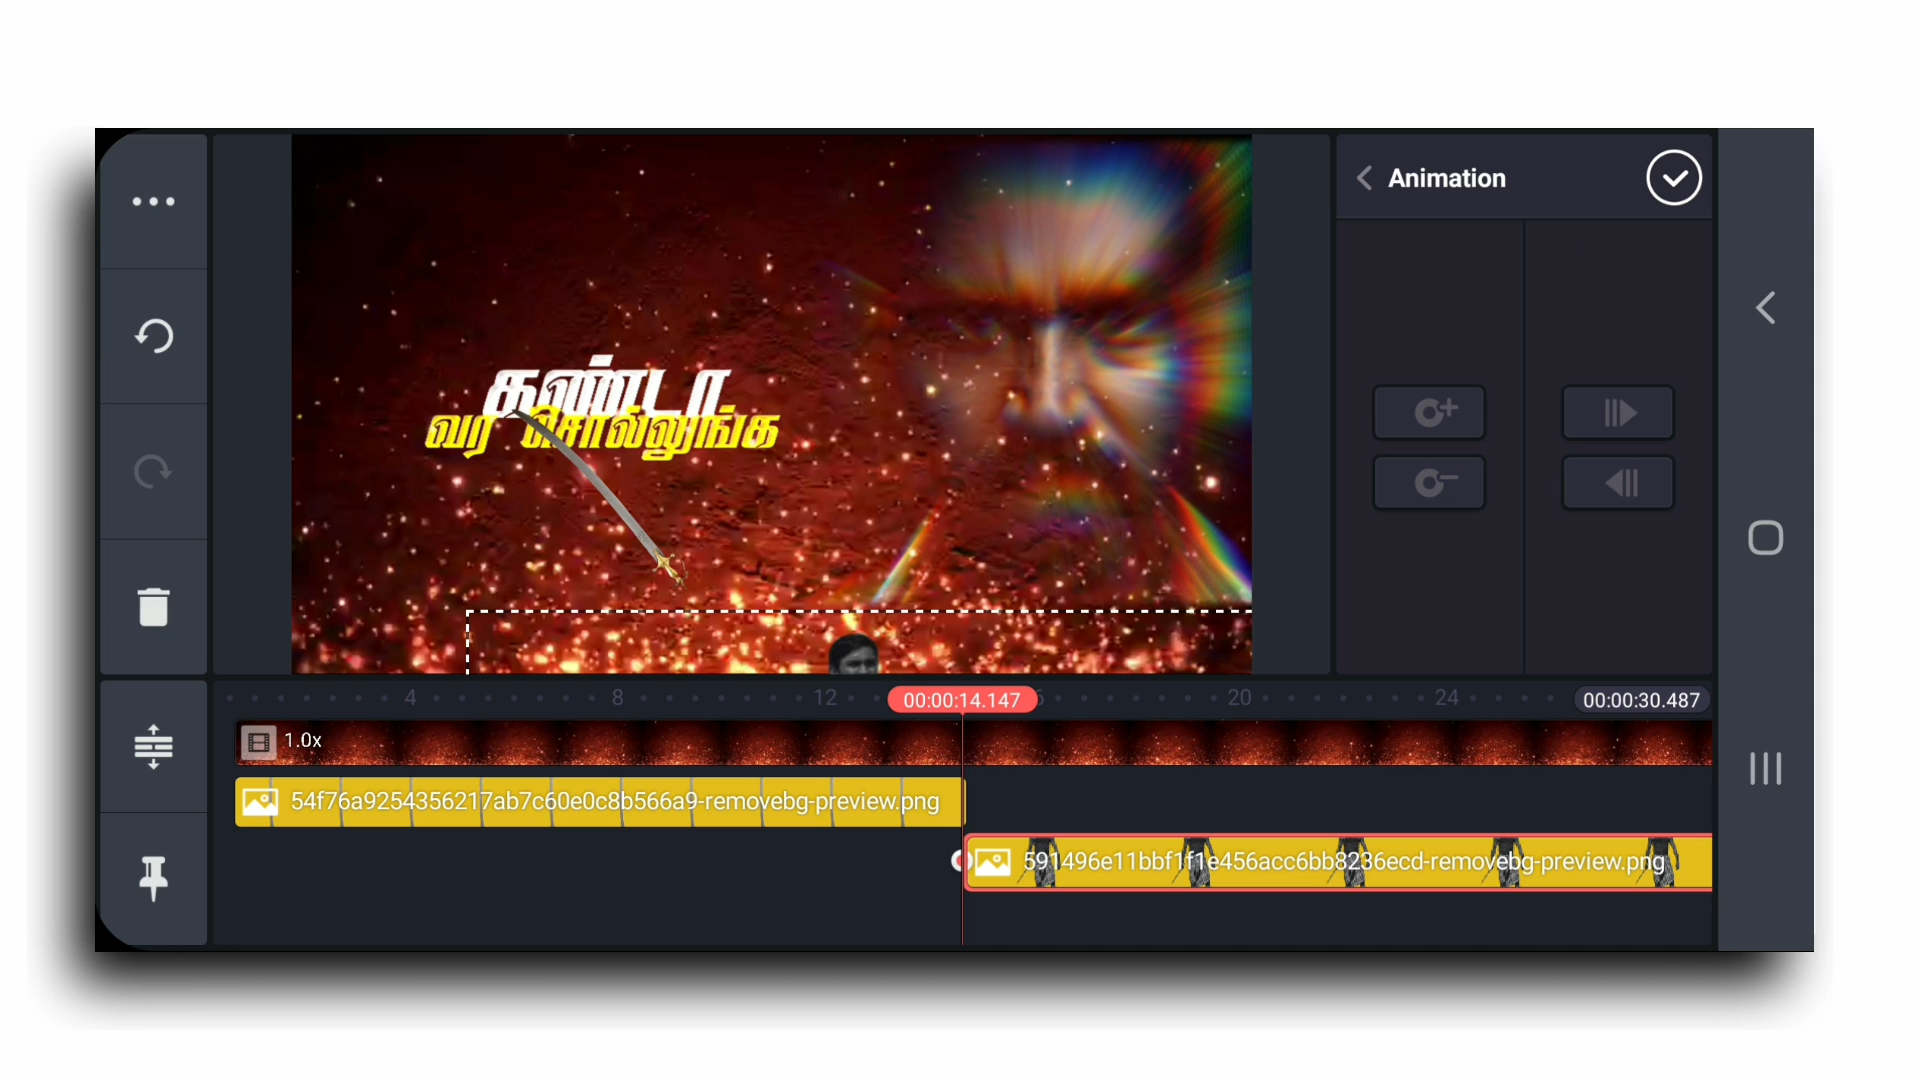 Animation
கண்டா
வர சொல்லுங்க
4 8 12 00:00:14.147 20 24 00:00:30.487
1.0x
54f76a9254356217ab7c60e0c8b566a9-removebg-preview.png
591496e11bbf1f1e456acc6bb8236ecd-removebg-preview.png